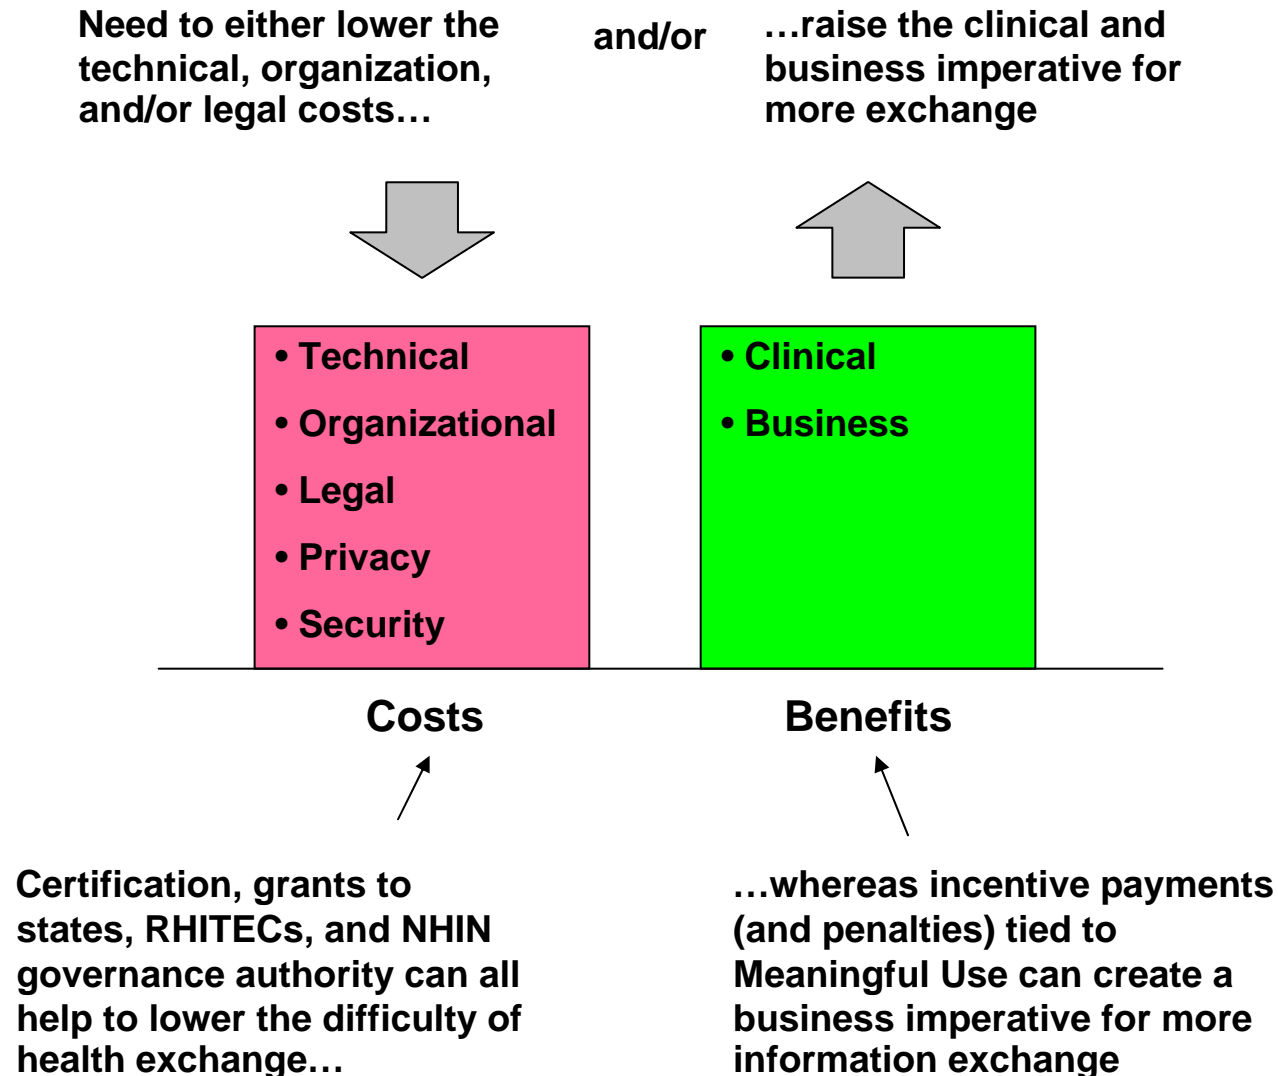 Need to either lower the
technical, organization,
and/or legal costs…
and/or
…raise the clinical and
business imperative for
more exchange
• Technical
• Organizational
• Legal
• Privacy
• Security
• Clinical
• Business
Costs
Benefits
Certification, grants to
states, RHITECs, and NHIN
governance authority can all
help to lower the difficulty of
health exchange…
…whereas incentive payments
(and penalties) tied to
Meaningful Use can create a
business imperative for more
information exchange